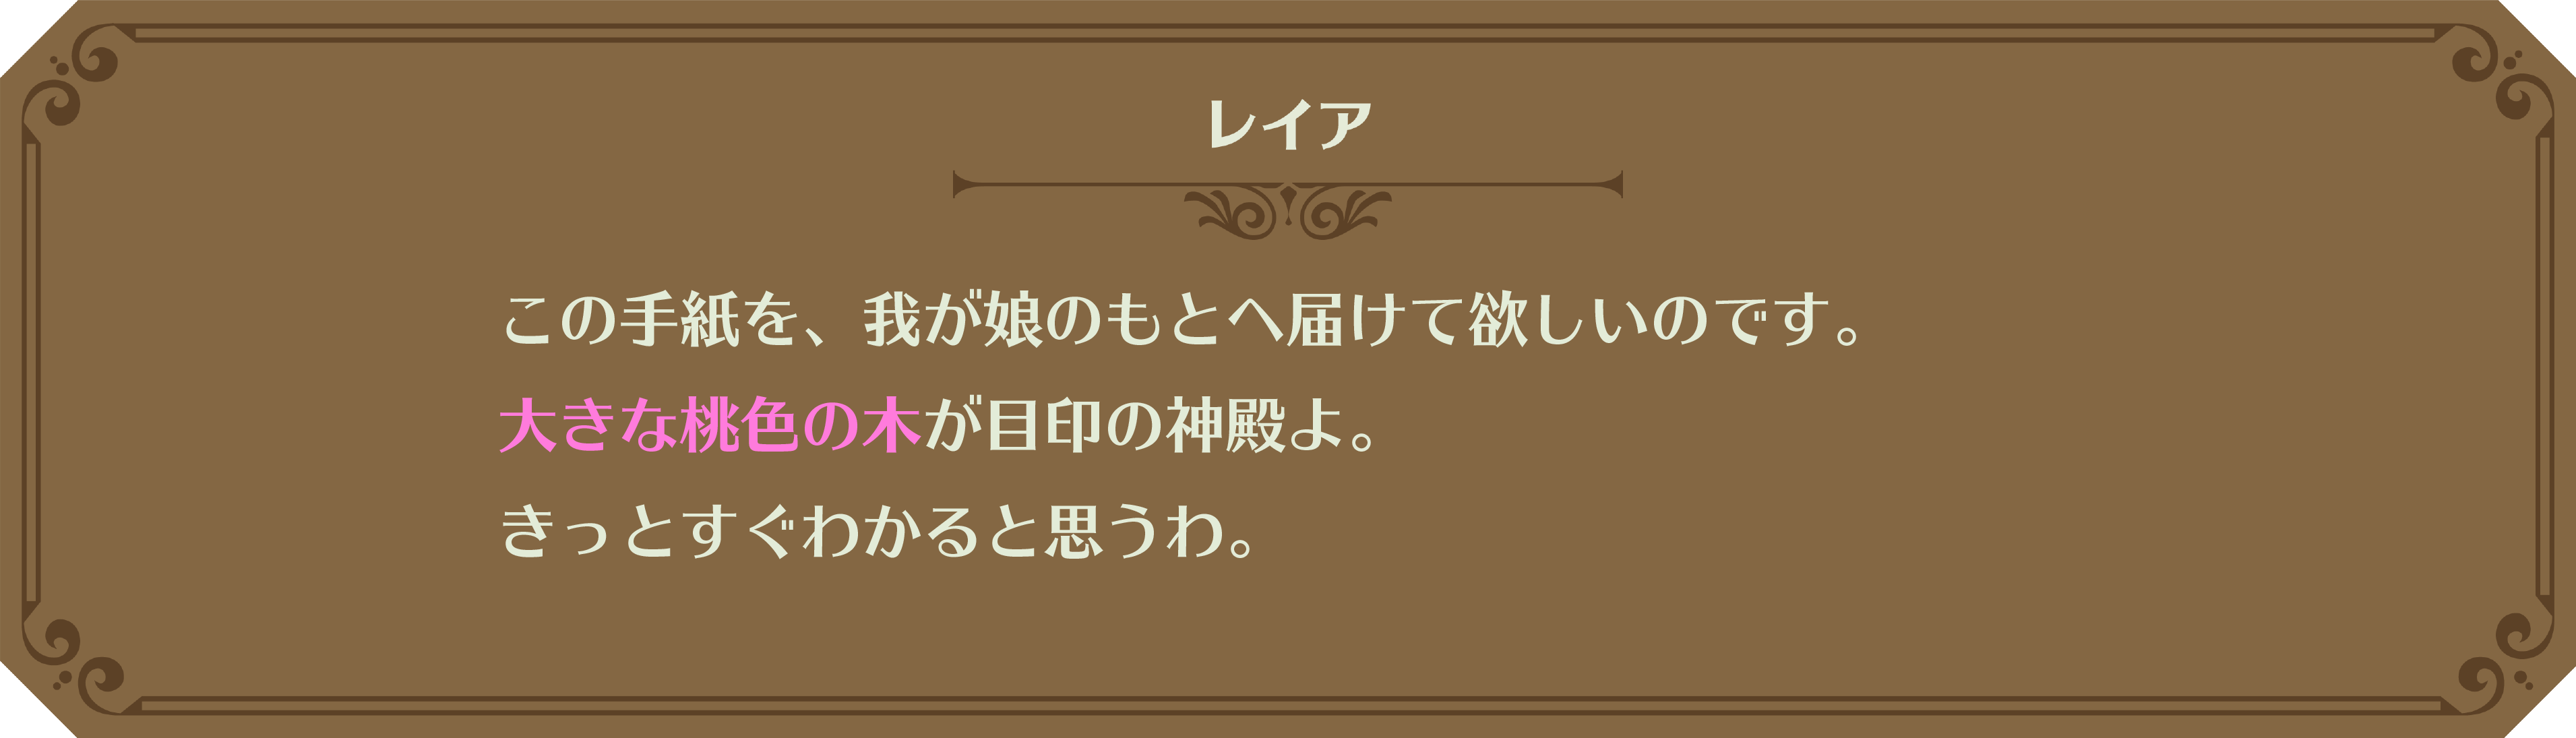 レイア
この手紙を、我が娘のもとへ届けて欲しいのです。
大きな桃色の木が目印の神殿よ。
きっとすぐわかると思うわ。